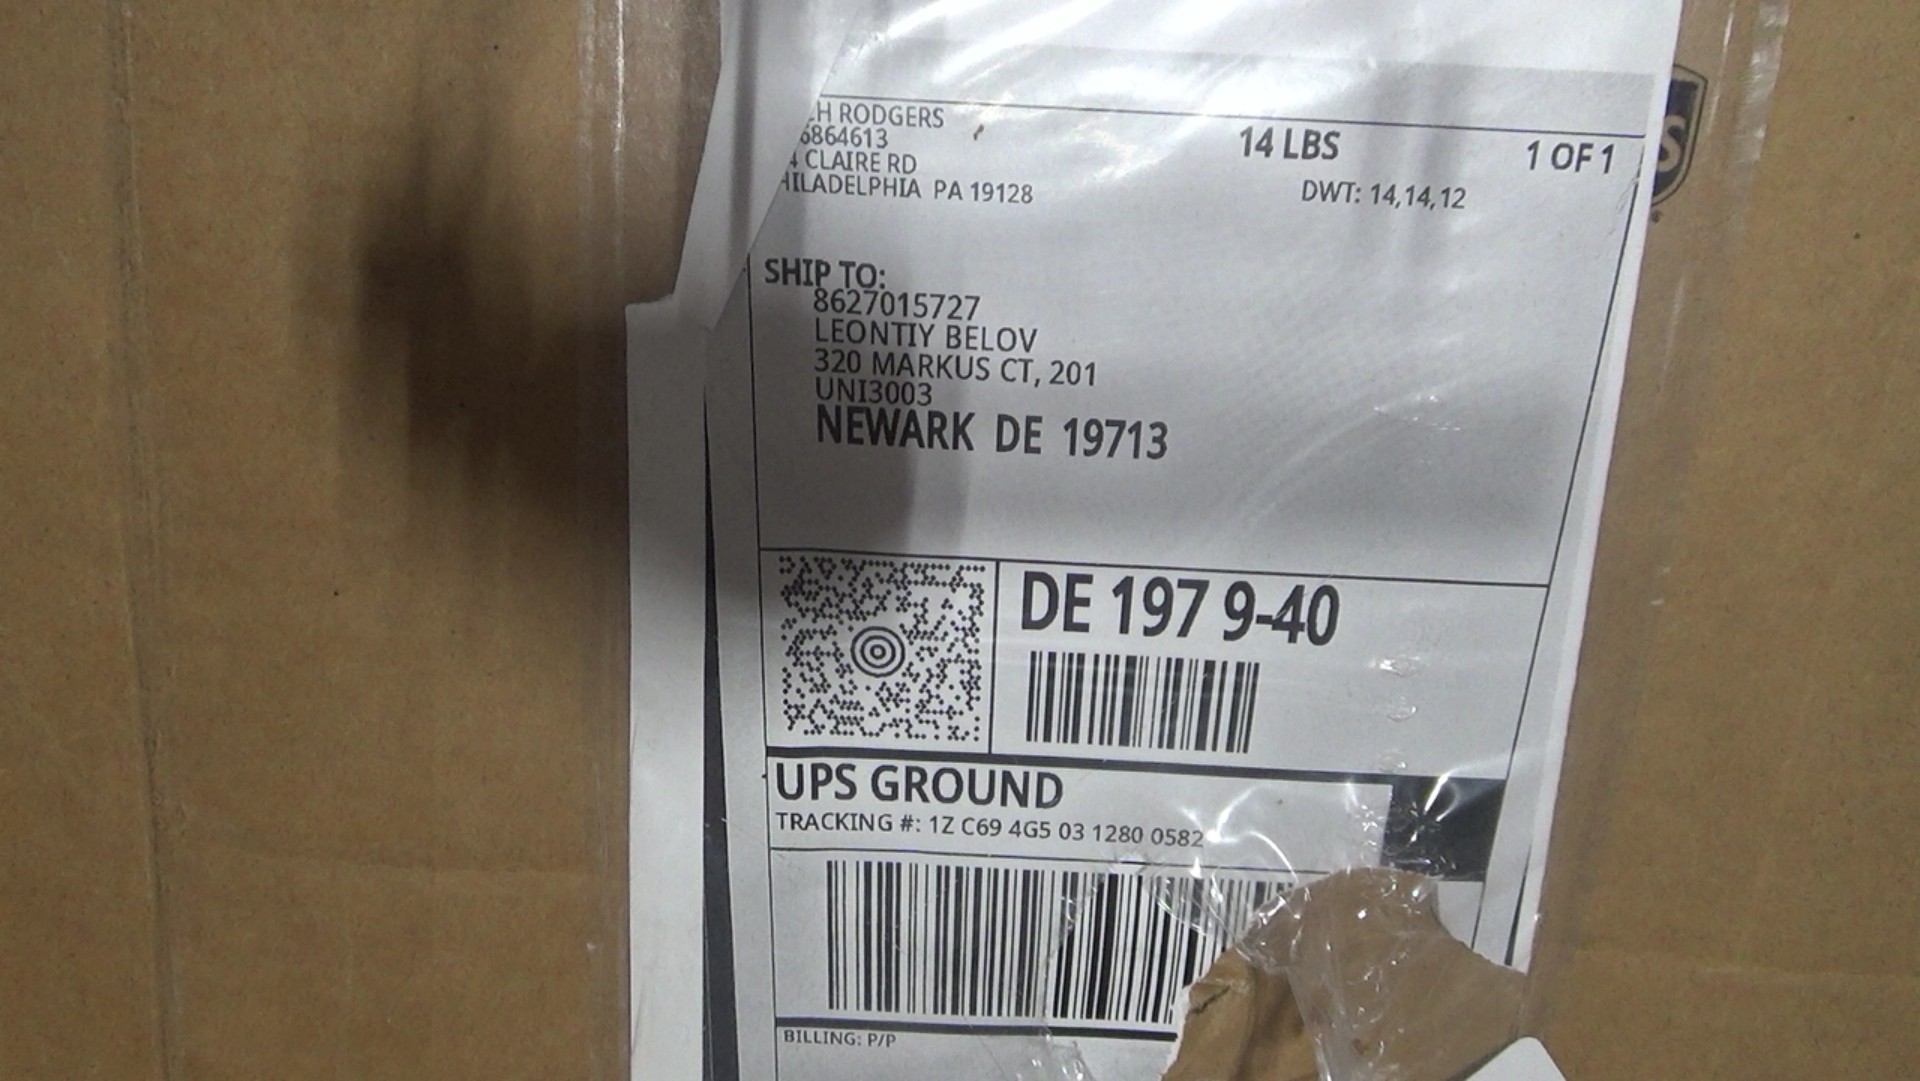 H RODGERS
6864613
4 CLAIRE RD
HILADELPHIA PA 19128
14 LBS
1 OF 1
DWT: 14,14,12
SHIP TO:
8627015727
LEONTIY BELOV
320 MARKUS CT, 201
UNI3003
NEWARK DE 19713
DE 197 9-40
UPS GROUND
TRACKING #: 1Z C69 4G5 03 1280 0582
BILLING: P/P